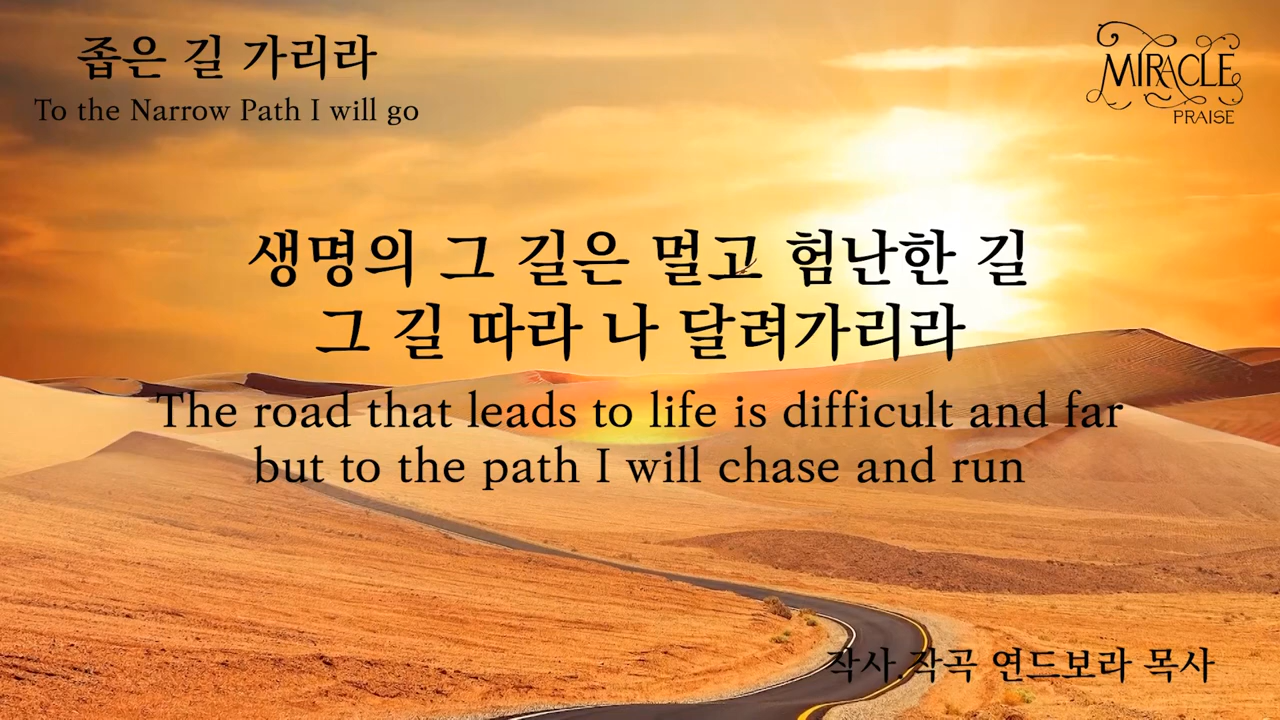 좁은 길 가리라
To the Narrow Path I will go
MIRACLE
PRAISE
생명의 그 길은 멀고 험난한 길
그 길 따라 나 달려가리라
The road that leads to life is difficult and far
but to the path I will chase and run
작사.작곡 연드보라 목사